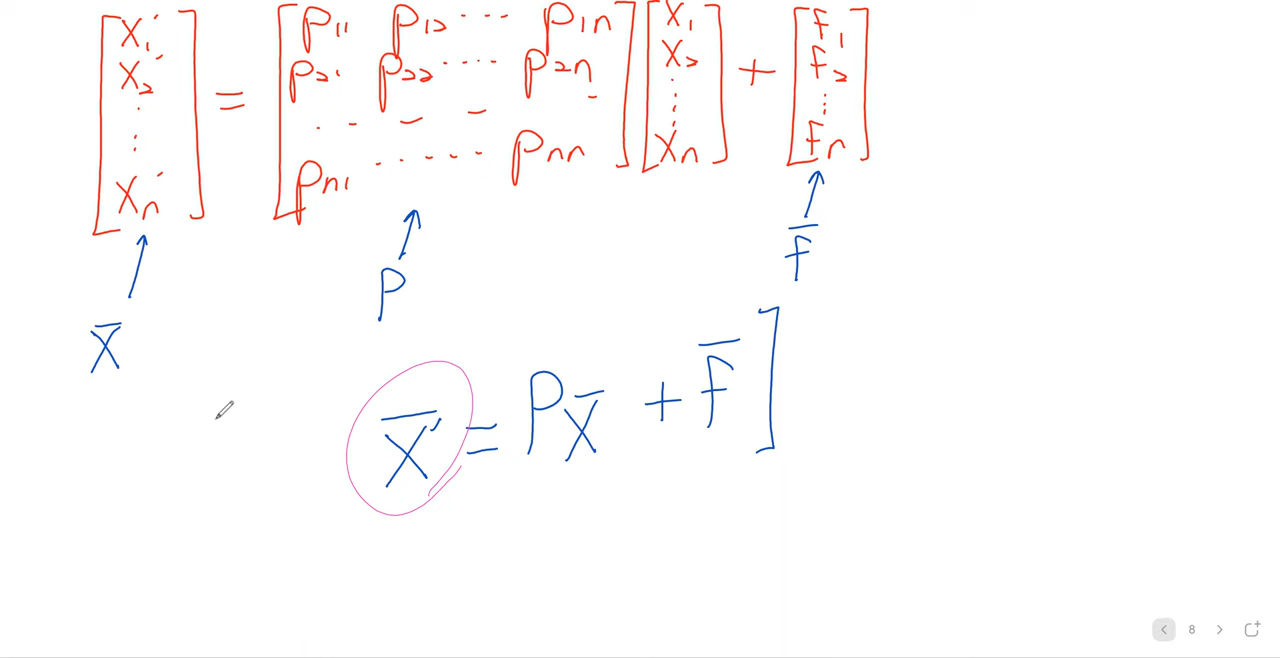 [x₁′ x₂′ ⋮ xₙ′] = [p₁₁ p₁₂ ⋯ p₁ₙ; p₂₁ p₂₂ ⋯ p₂ₙ; ⋯; pₙ₁ ⋯ pₙₙ] [x₁ x₂ ⋮ xₙ] + [f₁ f₂ ⋮ fₙ]
x̄ P f̄
x̄′ = Px̄ + f̄ ]
8